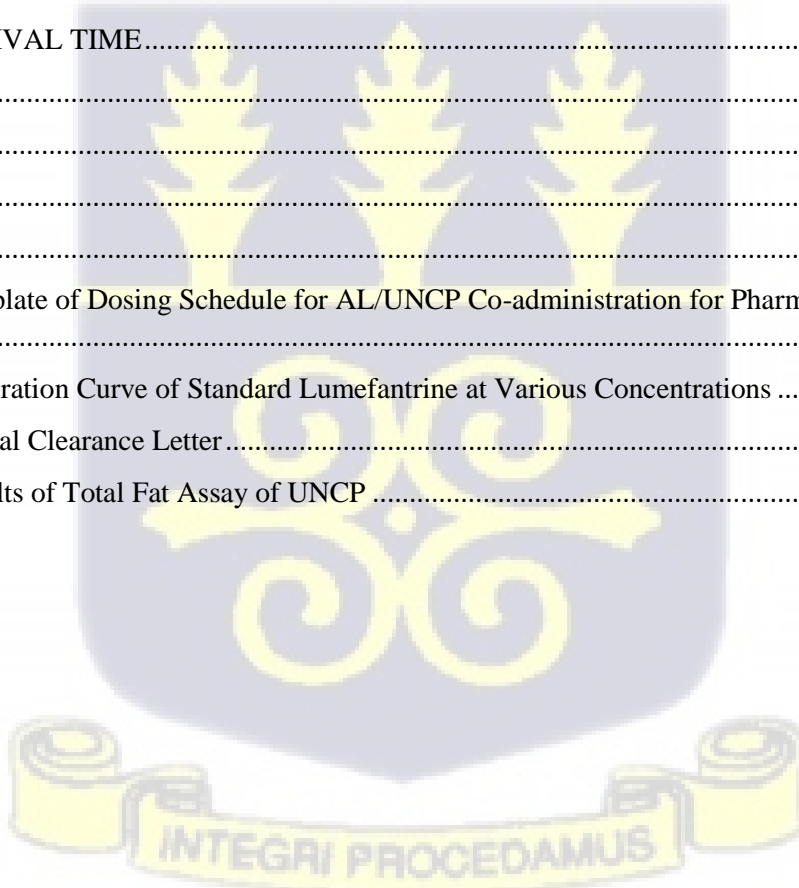 IVAL TIME..............................................................................
..............................................................................
..............................................................................
..............................................................................
..............................................................................
plate of Dosing Schedule for AL/UNCP Co-administration for Pharm
..............................................................................
ration Curve of Standard Lumefantrine at Various Concentrations ...
al Clearance Letter..............................................................................
lts of Total Fat Assay of UNCP ..............................................................................
INTEGRI PROCEDAMUS